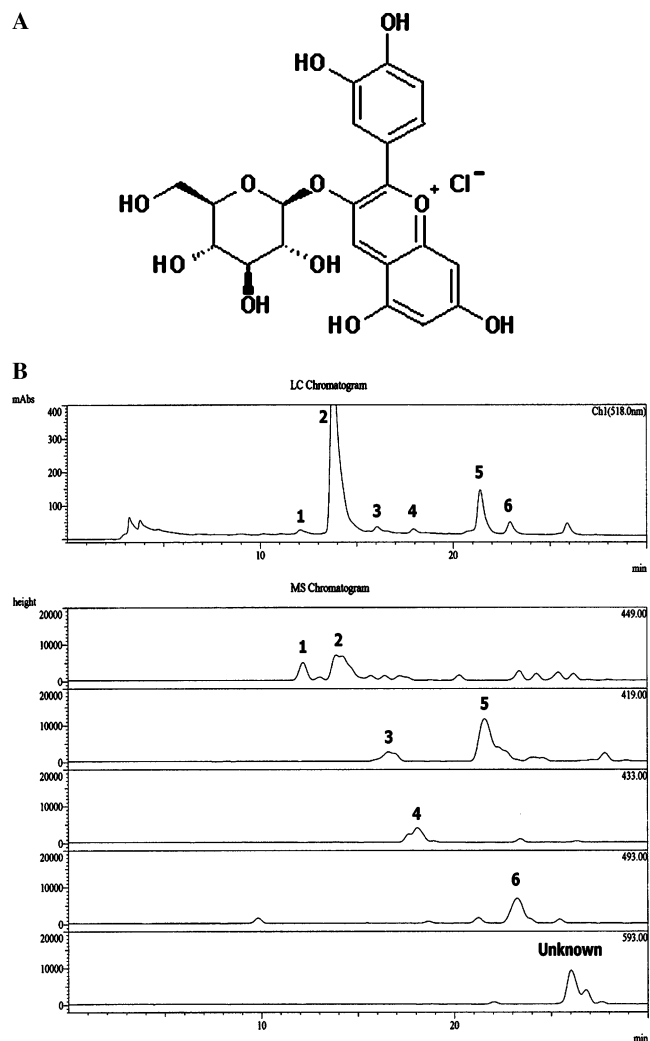 A
OH
HO
O
O
HO
O
+
Cl
−
HO
OH
OH
HO
OH
B
LC Chromatogram
mAbs
Ch1(518.0nm)
400
300
200
100
0
1
2
3
4
5
6
10
20
min
MS Chromatogram
height
449.00
20000
10000
0
1
2
419.00
20000
10000
0
3
5
433.00
20000
10000
0
4
493.00
20000
10000
0
6
593.00
20000
10000
0
Unknown
10
20
min